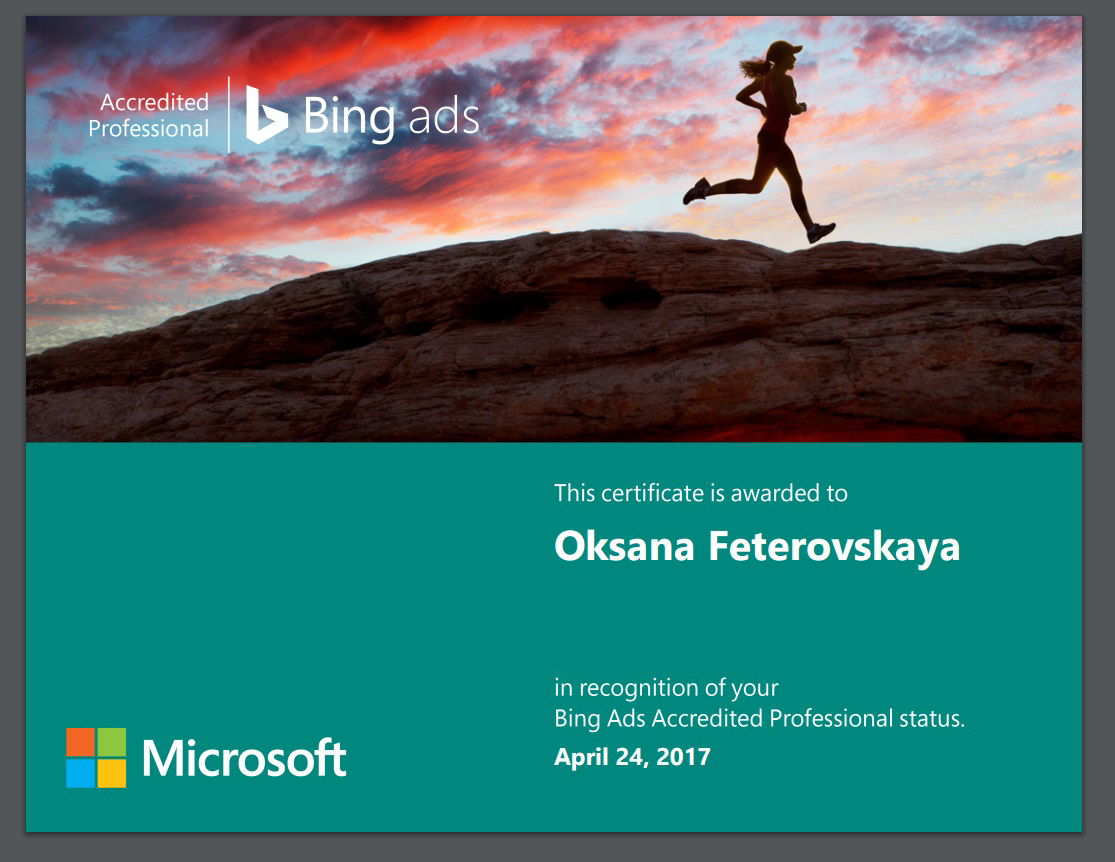 Accredited
Professional
Bing ads
This certificate is awarded to
Oksana Feterovskaya
in recognition of your
Bing Ads Accredited Professional status.
April 24, 2017
Microsoft